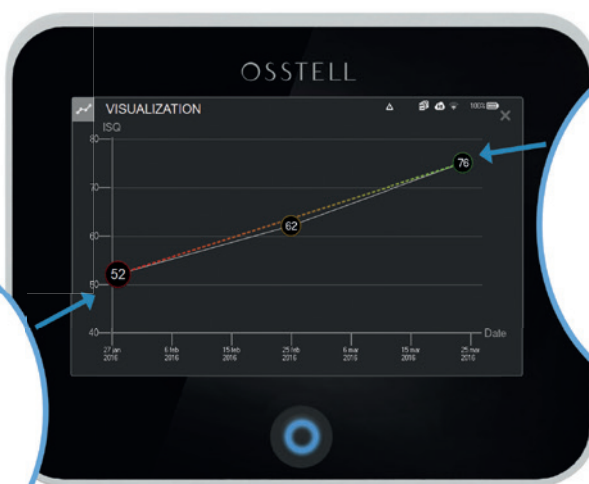 OSSTELL
VISUALIZATION
100%
ISQ
80
70
60
50
40
76
62
52
Date
27 jan 2016
6 feb 2016
15 feb 2016
25 feb 2016
6 mar 2016
15 mar 2016
25 mar 2016